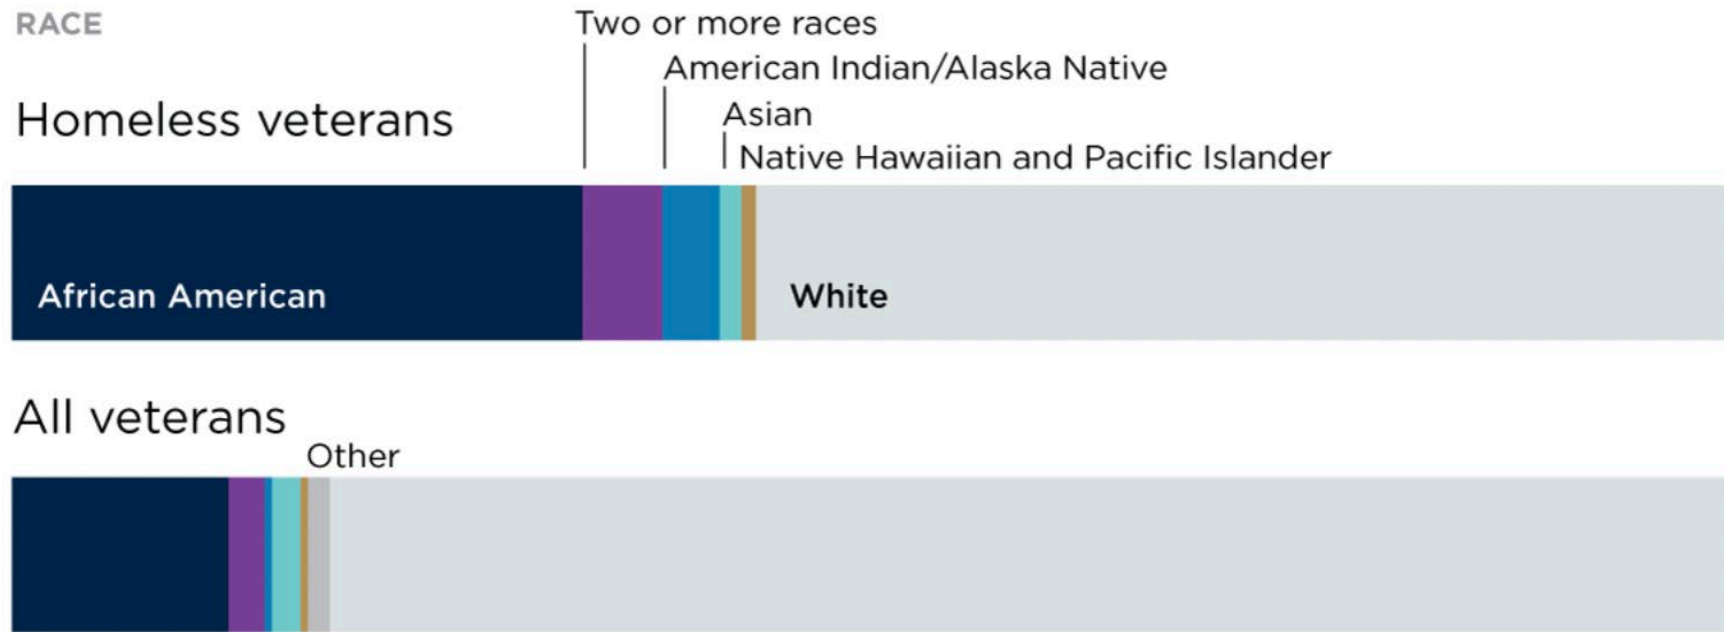 RACE
Two or more races
American Indian/Alaska Native
Homeless veterans
Asian
Native Hawaiian and Pacific Islander
African American
White
All veterans
Other